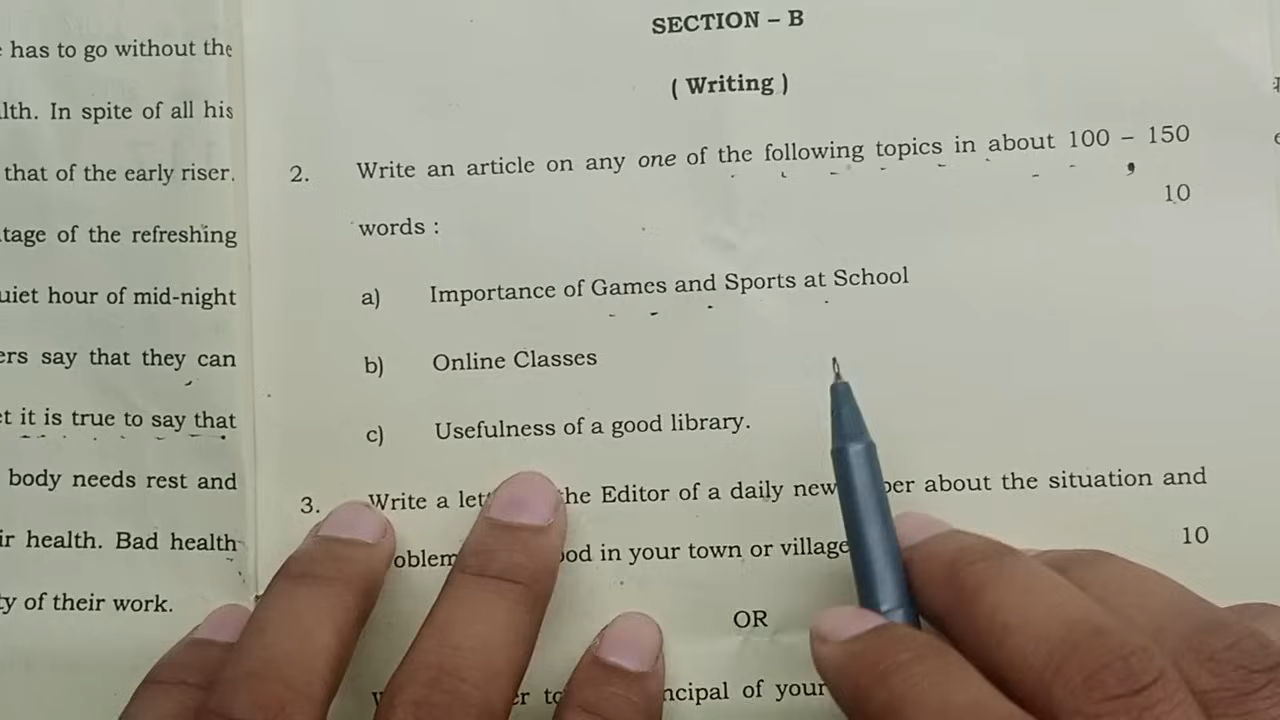 has to go without the
lth. In spite of all his
that of the early riser.
tage of the refreshing
uiet hour of mid-night
ers say that they can
t it is true to say that
body needs rest and
ir health. Bad health
ty of their work.
SECTION – B
( Writing )
2. Write an article on any one of the following topics in about 100 – 150
words : 10
a) Importance of Games and Sports at School
b) Online Classes
c) Usefulness of a good library.
3. Write a let he Editor of a daily new per about the situation and
oblem ood in your town or village 10
OR
er to ncipal of your